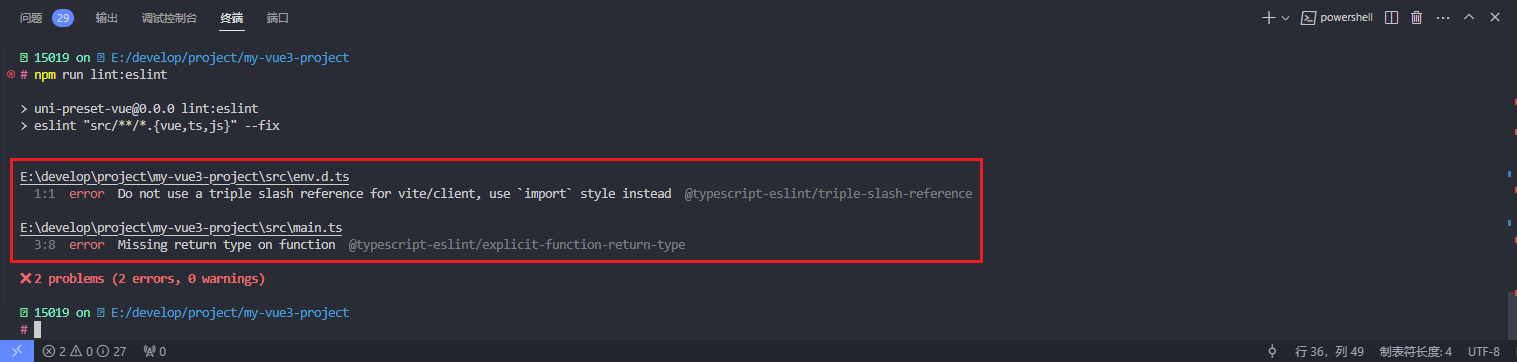 问题 29 输出 调试控制台 终端 端口 powershell
15019 on E:/develop/project/my-vue3-project
# npm run lint:eslint
> uni-preset-vue@0.0.0 lint:eslint
> eslint "src/**/*.{vue,ts,js}" --fix
E:\develop\project\my-vue3-project\src\env.d.ts
1:1 error Do not use a triple slash reference for vite/client, use `import` style instead @typescript-eslint/triple-slash-reference
E:\develop\project\my-vue3-project\src\main.ts
3:8 error Missing return type on function @typescript-eslint/explicit-function-return-type
❌2 problems (2 errors, 0 warnings)
15019 on E:/develop/project/my-vue3-project
#
2 0 27 0 行 36，列 49 制表符长度: 4 UTF-8